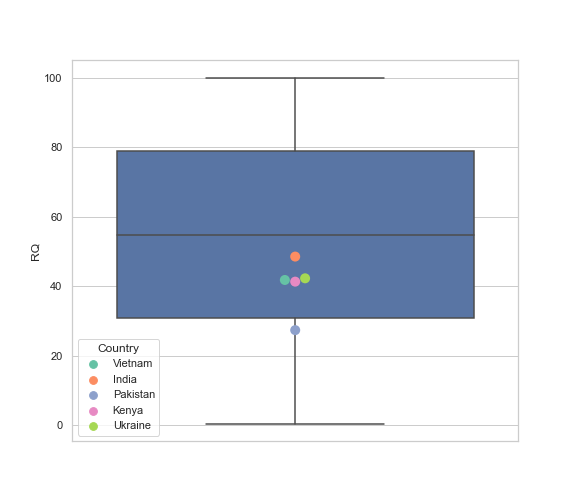 100
80
60
40
20
0
RQ
Country
Vietnam
India
Pakistan
Kenya
Ukraine